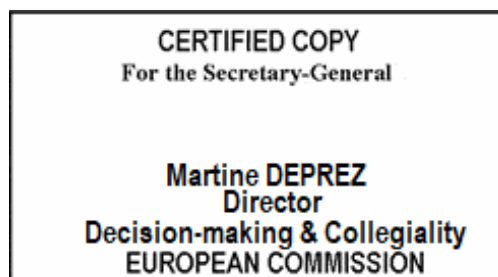 CERTIFIED COPY
For the Secretary-General
Martine DEPREZ
Director
Decision-making & Collegiality
EUROPEAN COMMISSION